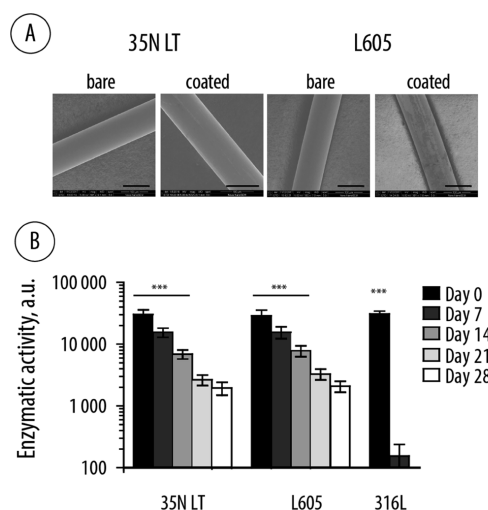 A
35N LT
L605
bare
coated
bare
coated
B
Enzymatic activity, a.u.
100 000
10 000
1 000
100
***
***
***
Day 0
Day 7
Day 14
Day 21
Day 28
35N LT
L605
316L